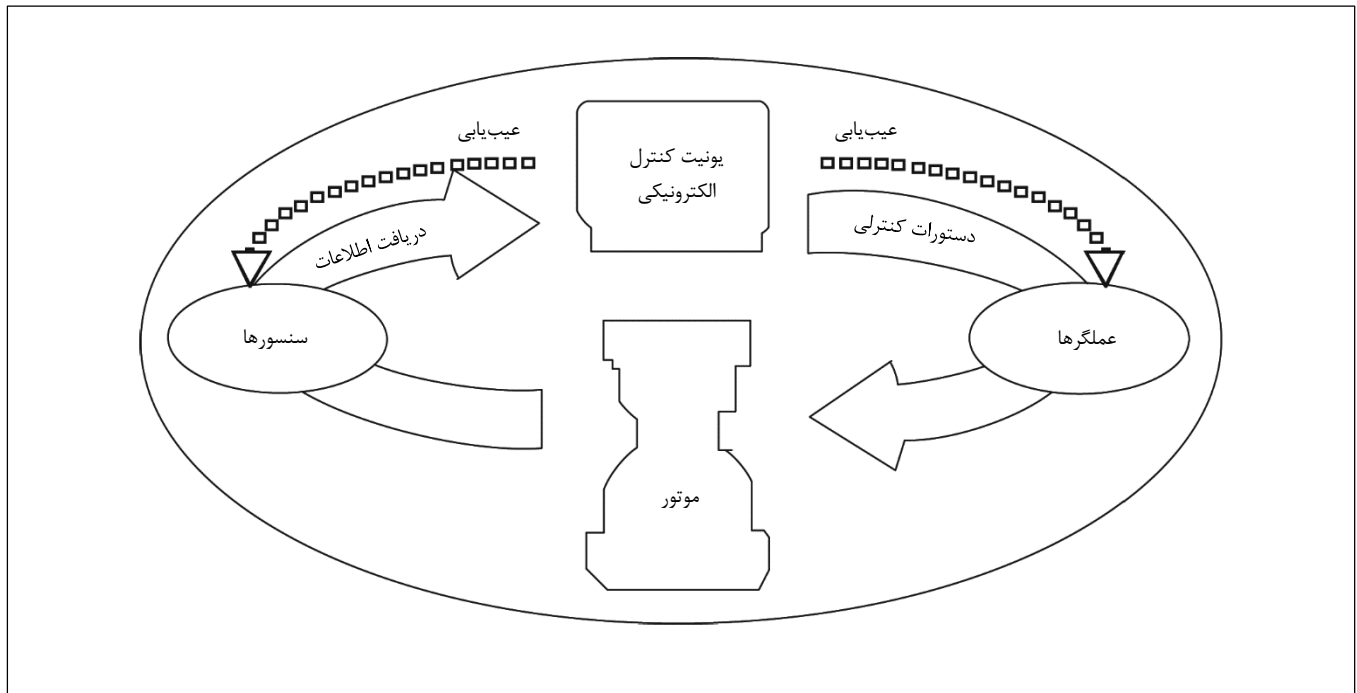 عیب‌یابی
یونیت کنترل
الکترونیکی
عیب‌یابی
دستورات کنترلی
دریافت اطلاعات
عملگرها
سنسورها
موتور